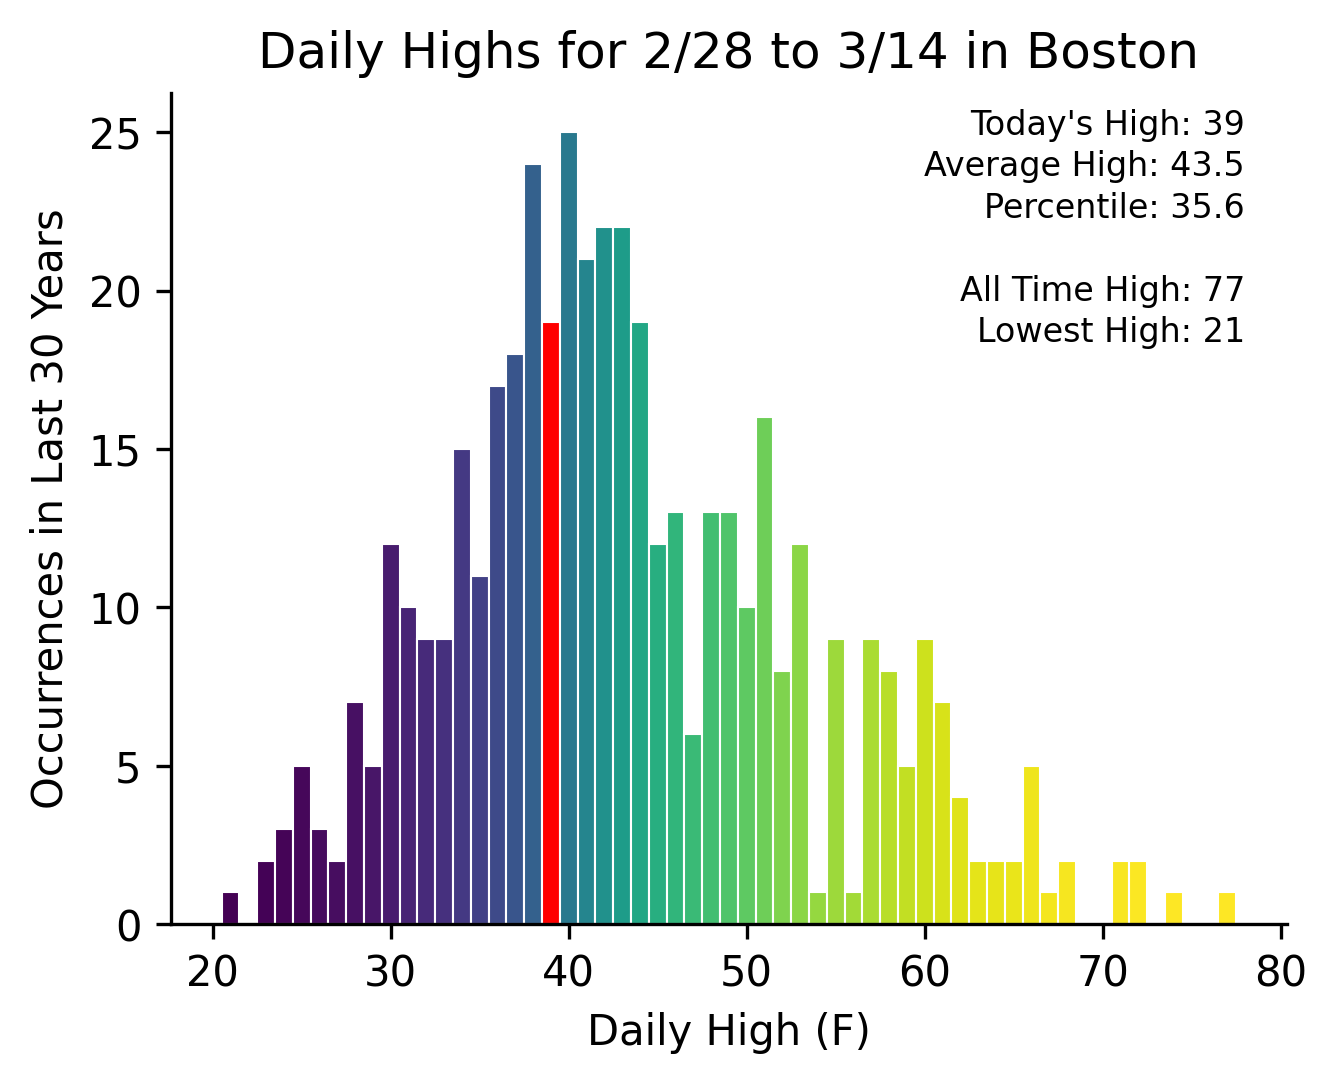 Daily Highs for 2/28 to 3/14 in Boston
Today's High: 39
Average High: 43.5
Percentile: 35.6
All Time High: 77
Lowest High: 21
Occurrences in Last 30 Years
25
20
15
10
5
0
20 30 40 50 60 70 80
Daily High (F)